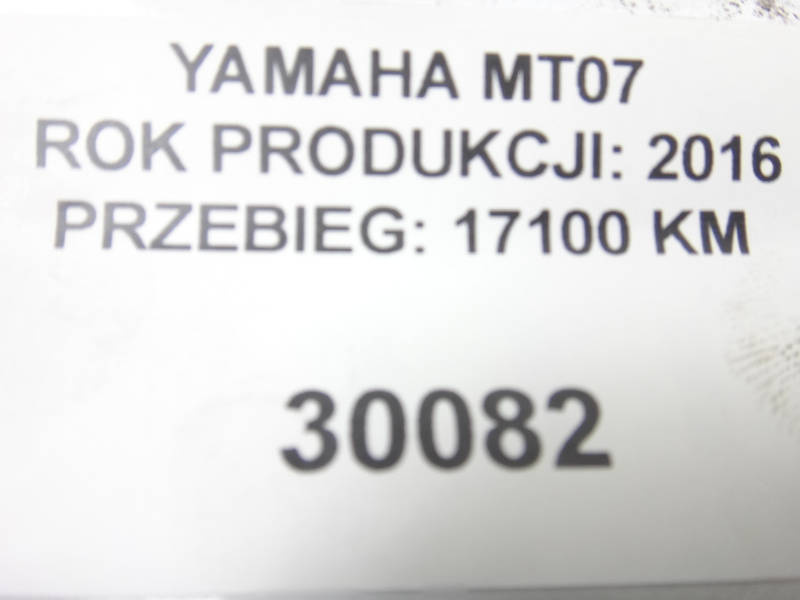 YAMAHA MT07
ROK PRODUKCJI: 2016
PRZEBIEG: 17100 KM
30082